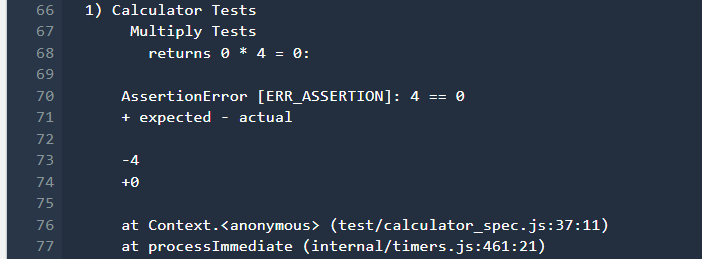 66 1) Calculator Tests
67 Multiply Tests
68 returns 0 * 4 = 0:
69
70 AssertionError [ERR_ASSERTION]: 4 == 0
71 + expected - actual
72
73 -4
74 +0
75
76 at Context.<anonymous> (test/calculator_spec.js:37:11)
77 at processImmediate (internal/timers.js:461:21)